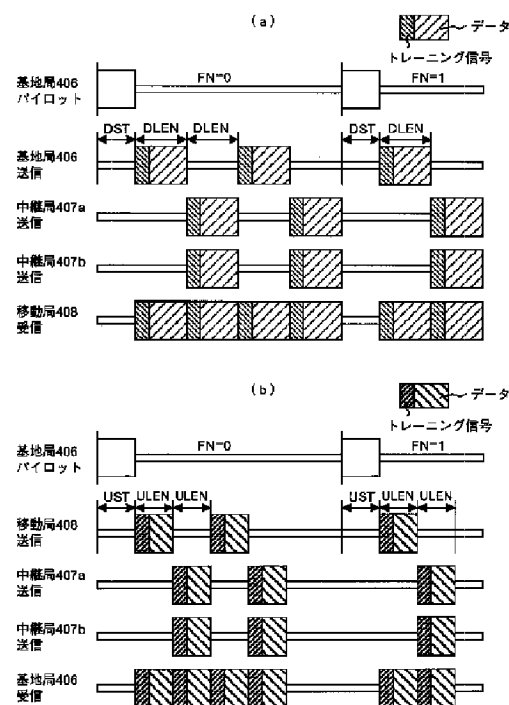 (a)
データ
トレーニング信号
基地局406
パイロット
FN=0
FN=1
DST DLEN DLEN DST DLEN
基地局406
送信
中継局407a
送信
中継局407b
送信
移動局408
受信
(b)
データ
トレーニング信号
基地局406
パイロット
FN=0
FN=1
UST ULEN ULEN UST ULEN ULEN
移動局408
送信
中継局407a
送信
中継局407b
送信
基地局406
受信